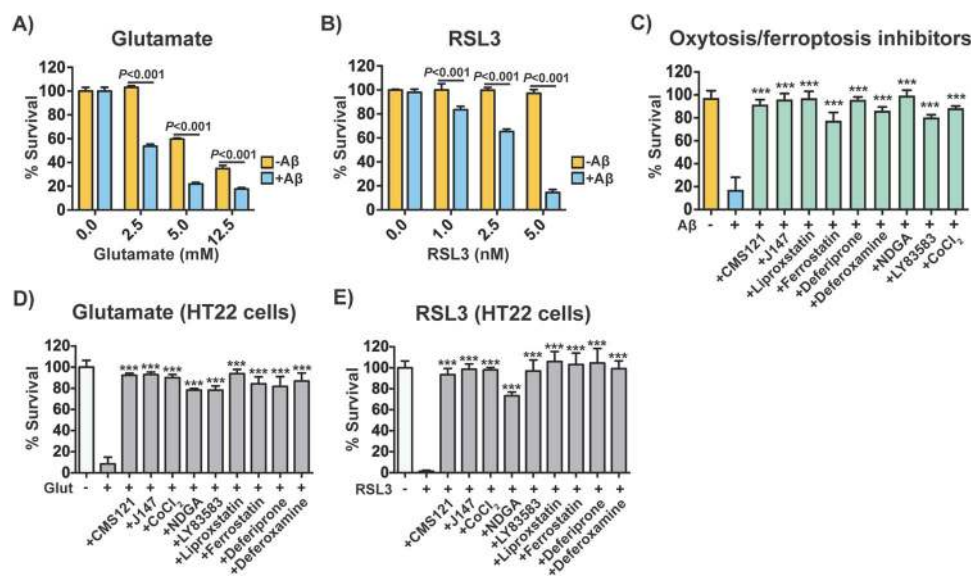 A)
Glutamate
P<0.001
P<0.001
P<0.001
120
100
80
60
40
20
0
% Survival
-Aβ
+Aβ
0.0
2.5
5.0
12.5
Glutamate (mM)
B)
RSL3
P<0.001
P<0.001
P<0.001
120
100
80
60
40
20
0
% Survival
-Aβ
+Aβ
0.0
1.0
2.5
5.0
RSL3 (nM)
C)
Oxytosis/ferroptosis inhibitors
*** *** *** *** *** *** *** *** ***
120
100
80
60
40
20
0
% Survival
Aβ - + + + + + + + + + +
+CMS121
+J147
+Liproxstatin
+Ferrostatin
+Deferiprone
+Deferoxamine
+NDGA
+LY83583
+CoCl₂
D)
Glutamate (HT22 cells)
*** *** *** *** *** *** *** *** ***
120
100
80
60
40
20
0
% Survival
Glut - + + + + + + + + + +
+CMS121
+J147
+CoCl₂
+NDGA
+LY83583
+Liproxstatin
+Ferrostatin
+Deferiprone
+Deferoxamine
E)
RSL3 (HT22 cells)
*** *** *** *** *** *** *** *** ***
120
100
80
60
40
20
0
% Survival
RSL3 - + + + + + + + + + +
+CMS121
+J147
+CoCl₂
+NDGA
+LY83583
+Liproxstatin
+Ferrostatin
+Deferiprone
+Deferoxamine